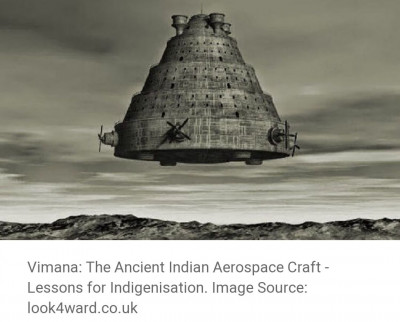 Vimana: The Ancient Indian Aerospace Craft -
Lessons for Indigenisation. Image Source:
look4ward.co.uk